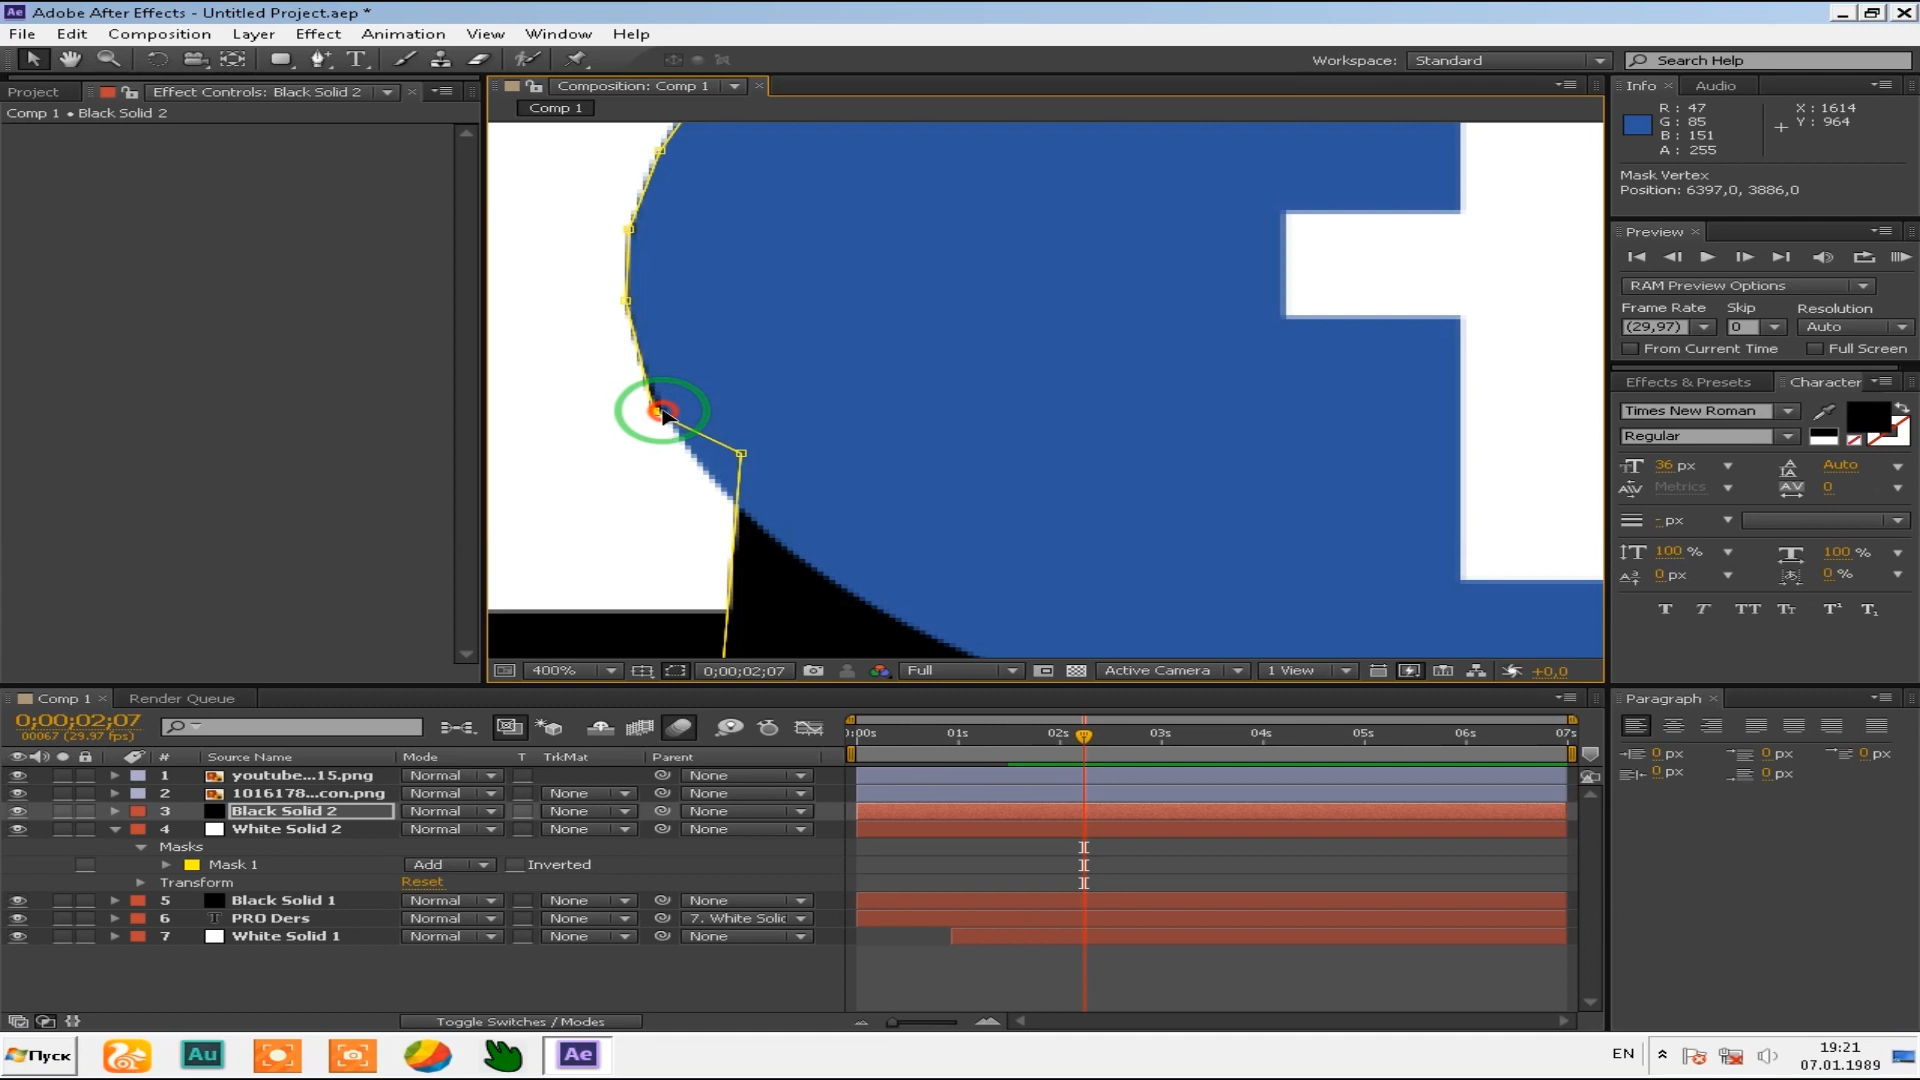 Ae Adobe After Effects - Untitled Project.aep *
File Edit Composition Layer Effect Animation View Window Help
T
Workspace: Standard
Search Help
Project
Effect Controls: Black Solid 2
Comp 1 • Black Solid 2
Composition: Comp 1
Comp 1
Info Audio
R : 47
G : 85
B : 151
A : 255
X : 1614
Y : 964
Mask Vertex
Position: 6397,0, 3886,0
Preview
RAM Preview Options
Frame Rate Skip Resolution
(29,97) 0 Auto
From Current Time Full Screen
Effects & Presets Character
Times New Roman
Regular
36 px Auto
Metrics 0
- px
100 % 100 %
0 px 0 %
T T TT Tt T¹ T₁
400% 0;00;02;07 Full Active Camera 1 View +0,0
Comp 1 Render Queue
0;00;02;07
00067 (29.97 fps)
# Source Name Mode T TrkMat Parent
1 youtube...15.png Normal None
2 1016178...con.png Normal None None
3 Black Solid 2 Normal None None
4 White Solid 2 Normal None None
Masks
Mask 1 Add Inverted
Transform Reset
5 Black Solid 1 Normal None None
6 T PRO Ders Normal None 7. White Solic
7 White Solid 1 Normal None None
Toggle Switches / Modes
):00s 01s 02s 03s 04s 05s 06s 07s
Paragraph
0 px 0 px 0 px
0 px 0 px
Пуск Au Ae
EN
19:21
07.01.1989